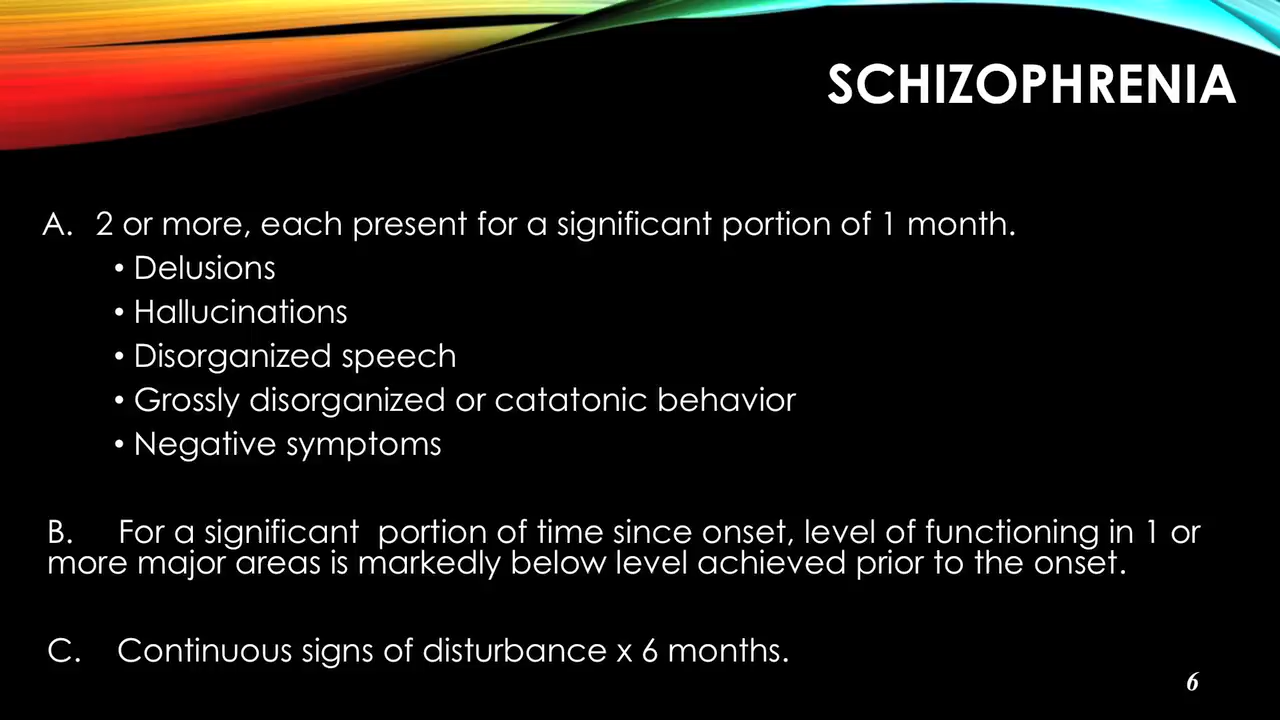 SCHIZOPHRENIA
A. 2 or more, each present for a significant portion of 1 month.
• Delusions
• Hallucinations
• Disorganized speech
• Grossly disorganized or catatonic behavior
• Negative symptoms
B. For a significant portion of time since onset, level of functioning in 1 or
more major areas is markedly below level achieved prior to the onset.
C. Continuous signs of disturbance x 6 months.
6